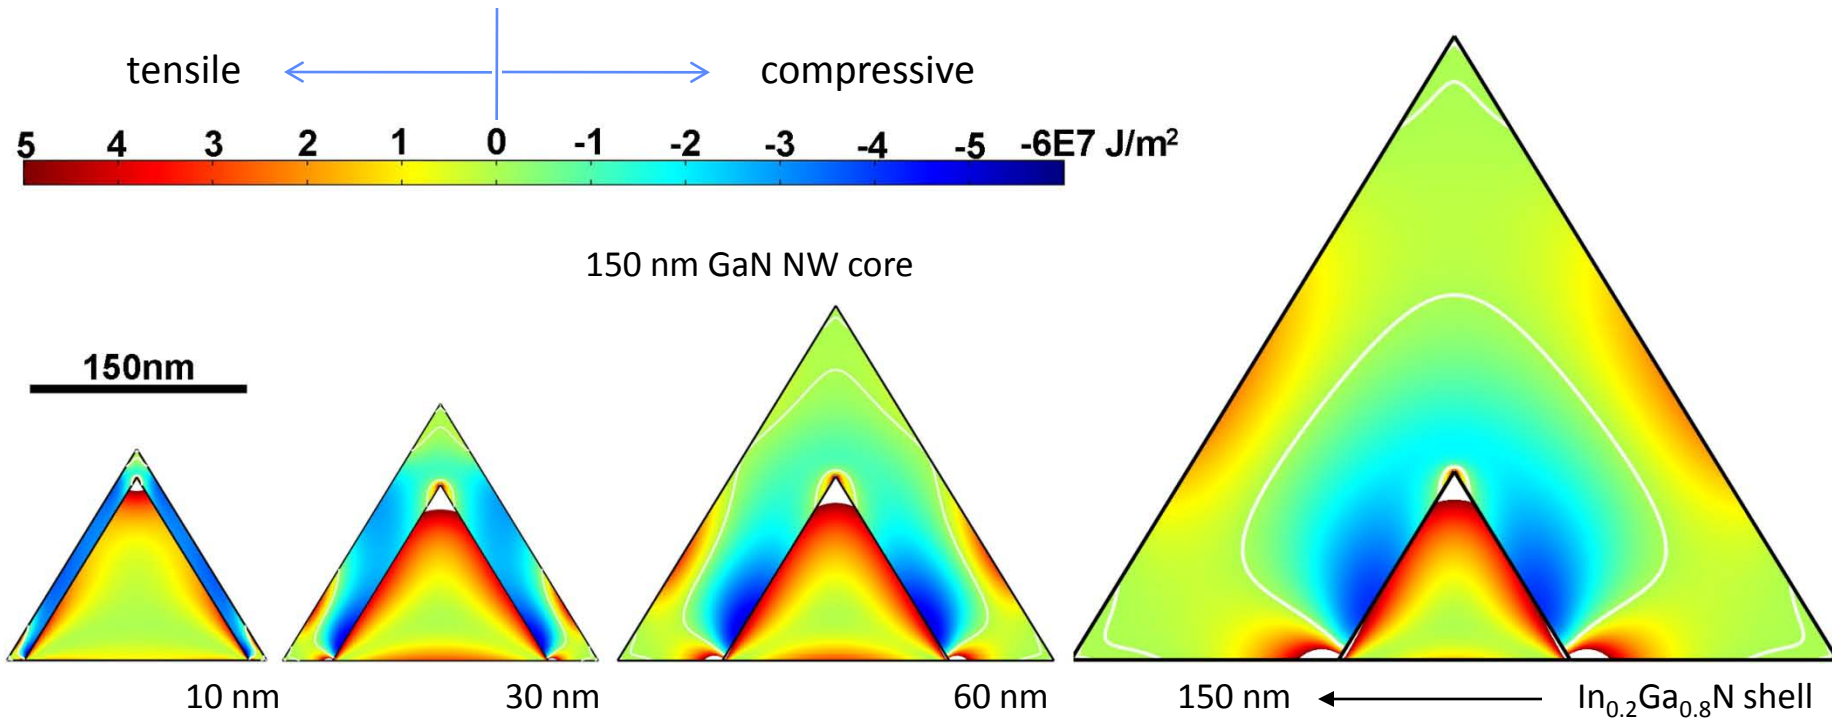 tensile compressive
5 4 3 2 1 0 -1 -2 -3 -4 -5 -6E7 J/m²
150 nm GaN NW core
150nm
10 nm 30 nm 60 nm 150 nm In₀.₂Ga₀.₈N shell